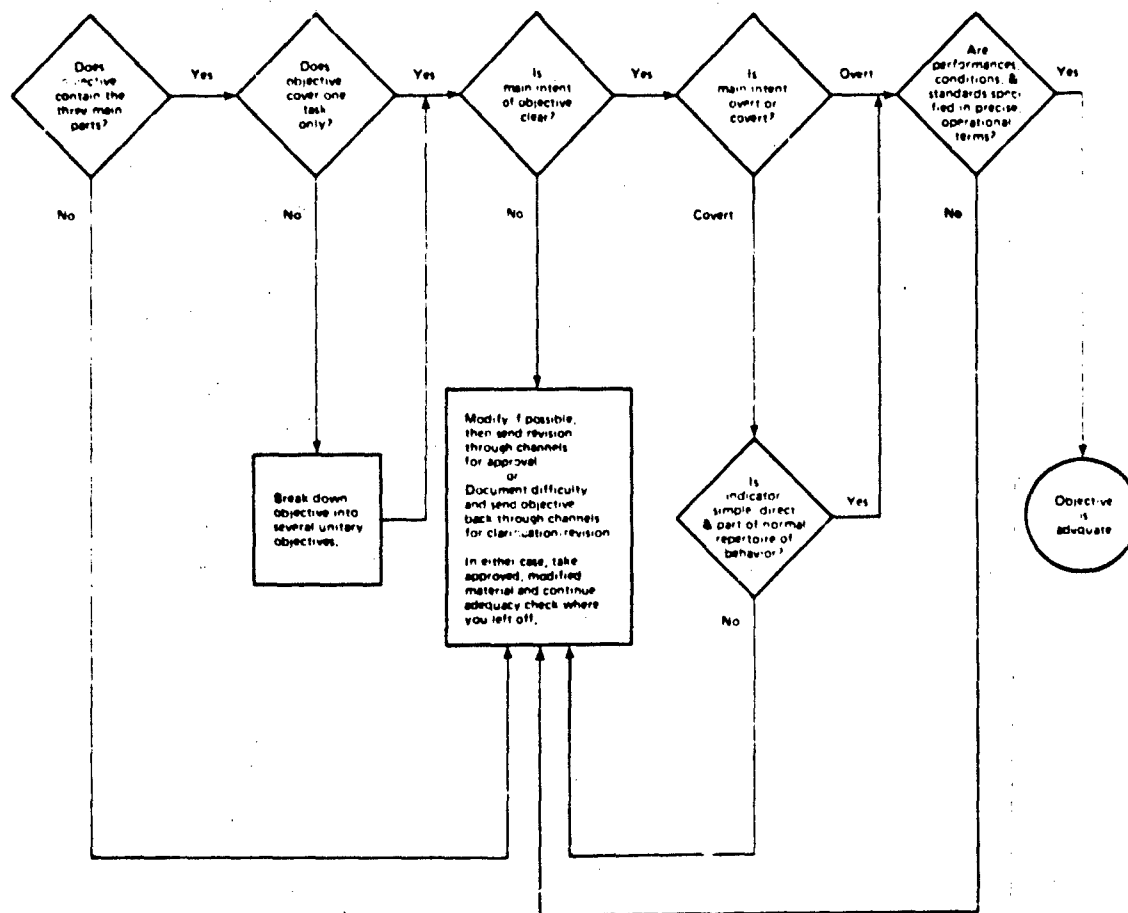 Does
objective
contain the
three main
parts?
Yes
No
Does
objective
cover one
task
only?
Yes
No
Is
main intent
of objective
clear?
Yes
No
Is
main intent
overt or
covert?
Overt
Covert
Are
performances,
conditions, &
standards speci
fied in precise,
operational
terms?
Yes
No
Break down
objective into
several unitary
objectives.
Modify if possible,
then send revision
through channels
for approval
or
Document difficulty
and send objective
back through channels
for clarification/revision
In either case, take
approved, modified
material and continue
adequacy check where
you left off.
Is
indicator
simple, direct
& part of normal
repertoire of
behavior?
Yes
No
Objective
is
adequate